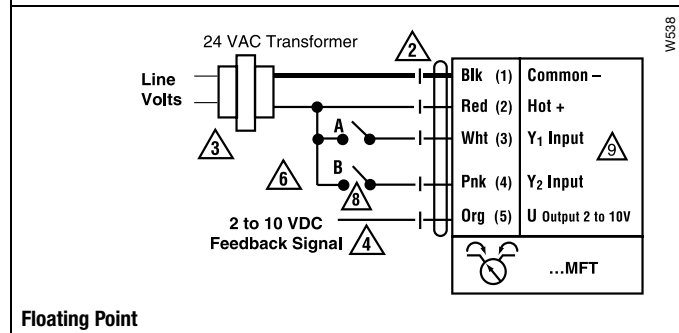 W538
24 VAC Transformer
Line
Volts
2
3
Blk (1) Common –
Red (2) Hot +
A
Wht (3) Y1 Input
9
6
B
8
Pnk (4) Y2 Input
2 to 10 VDC
Feedback Signal
4
Org (5) U Output 2 to 10V
...MFT
Floating Point